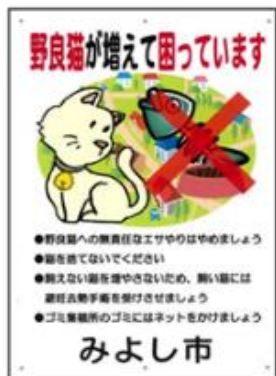 野良猫が増えて困っています
●野良猫への無責任なエサやりはやめましょう
●猫を捨てないでください
●飼えない猫を増やさないため、飼い猫には
避妊去勢手術を受けさせましょう
●ゴミ集積所のゴミにはネットをかけましょう
みよし市